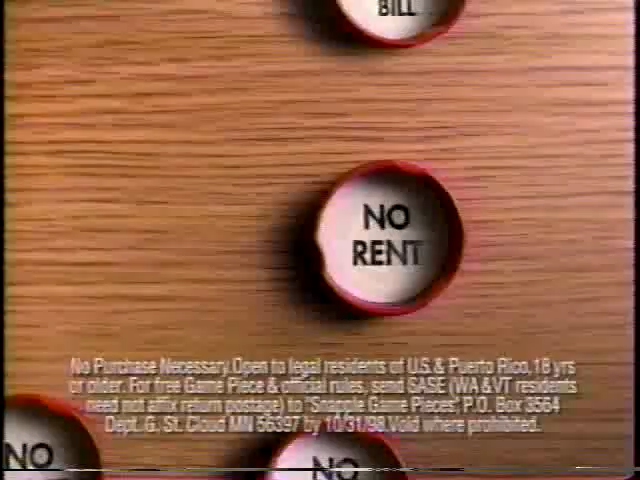 BILL
NO
RENT
No Purchase Necessary. Open to legal residents of U.S. & Puerto Rico, 18 yrs
or older. For free Game Piece & official rules, send SASE (WA & VT residents
need not affix return postage) to "Snapple Game Pieces", P.O. Box 3564
Dept. G. St. Cloud MN 56397 by 10/31/98. Void where prohibited.
NO
NO